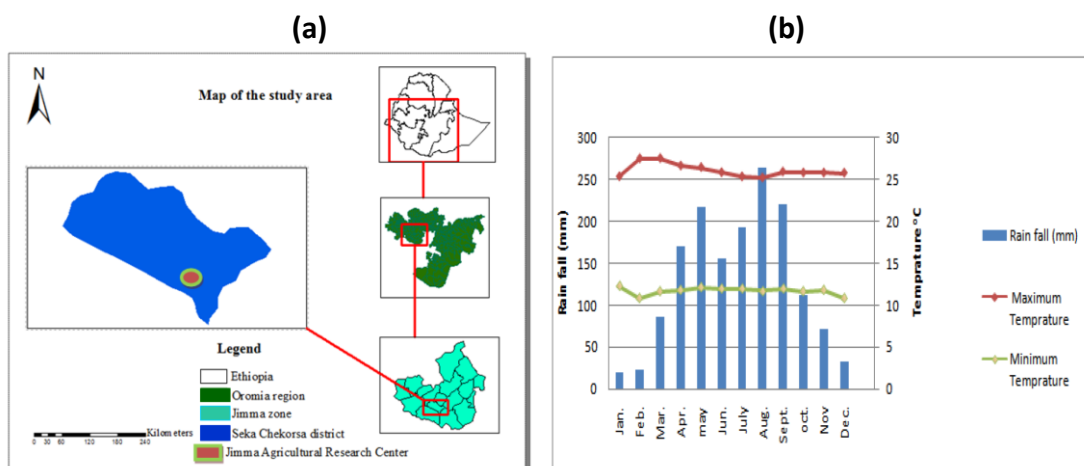 (a)
N
Map of the study area
Legend
Ethiopia
Oromia region
Jimma zone
Seka Chekorsa district
Jimma Agricultural Research Center
Kilometers
0 30 60 120 180 240
(b)
300
250
200
150
100
50
0
Rain fall (mm)
30
25
20
15
10
5
0
Temprature °C
Jan.
Feb.
Mar.
Apr.
may
Jun.
July
Aug.
Sept.
oct.
Nov
Dec.
Rain fall (mm)
Maximum
Temprature
Minimum
Temprature